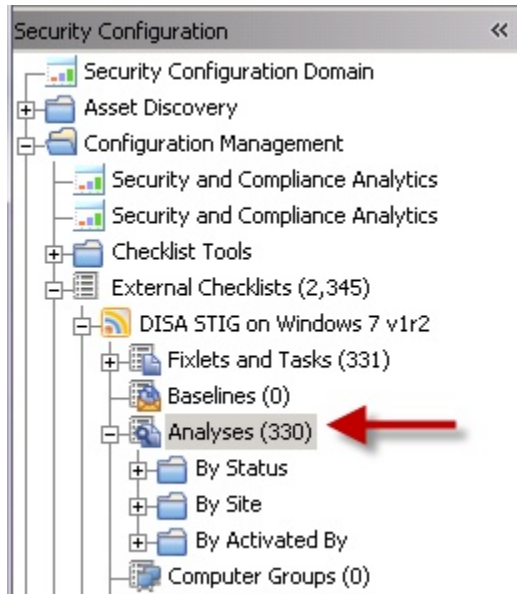 Security Configuration «
Security Configuration Domain
Asset Discovery
Configuration Management
Security and Compliance Analytics
Security and Compliance Analytics
Checklist Tools
External Checklists (2,345)
DISA STIG on Windows 7 v1r2
Fixlets and Tasks (331)
Baselines (0)
Analyses (330)
By Status
By Site
By Activated By
Computer Groups (0)